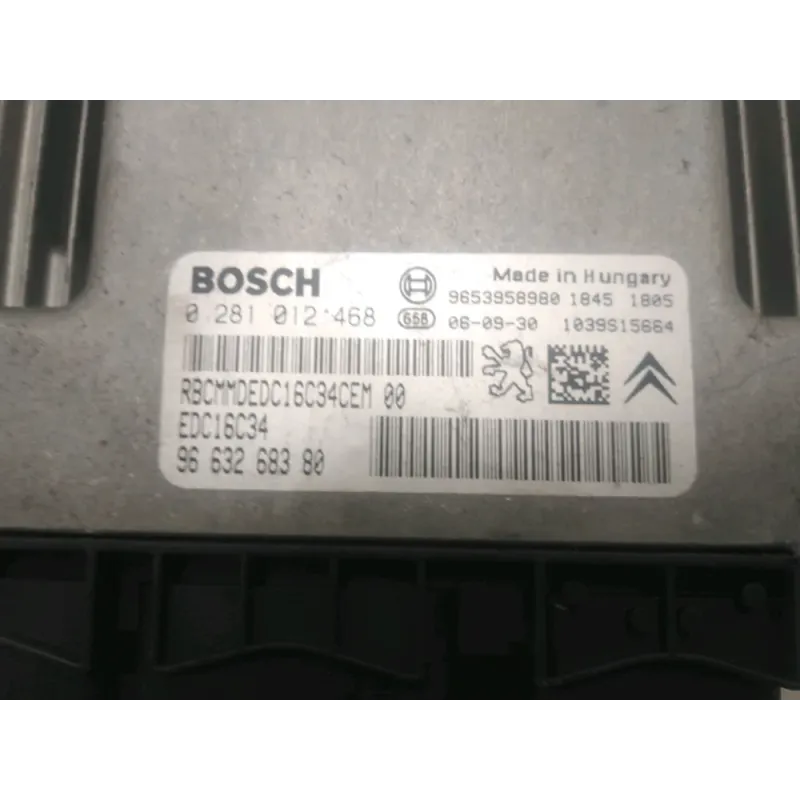 BOSCH
Made in Hungary
9653958980 1845 1805
0 281 012 468
658 06-09-30 1039S15664
RBCMMDEDC16C34CEM 00
EDC16C34
96 632 683 80